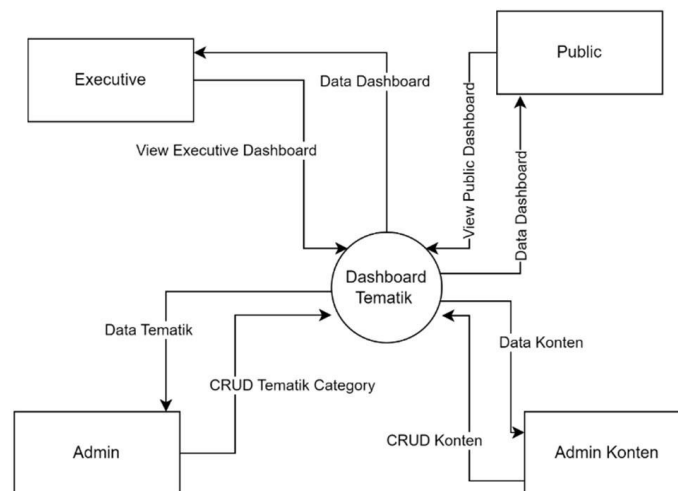 Public
Executive
Data Dashboard
View Executive Dashboard
View Public Dashboard
Data Dashboard
Dashboard
Tematik
Data Tematik
Data Konten
CRUD Tematik Category
CRUD Konten
Admin
Admin Konten